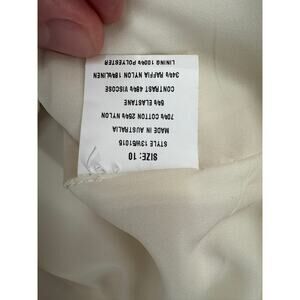 SIZE: 10
STYLE 13WS1016
MADE IN AUSTRALIA
70% COTTON 25% NYLON
5% ELASTANE
CONTRAST 48% VISCOSE
34% RAFFIA NYLON 18% LINEN
LINING 100% POLYESTER